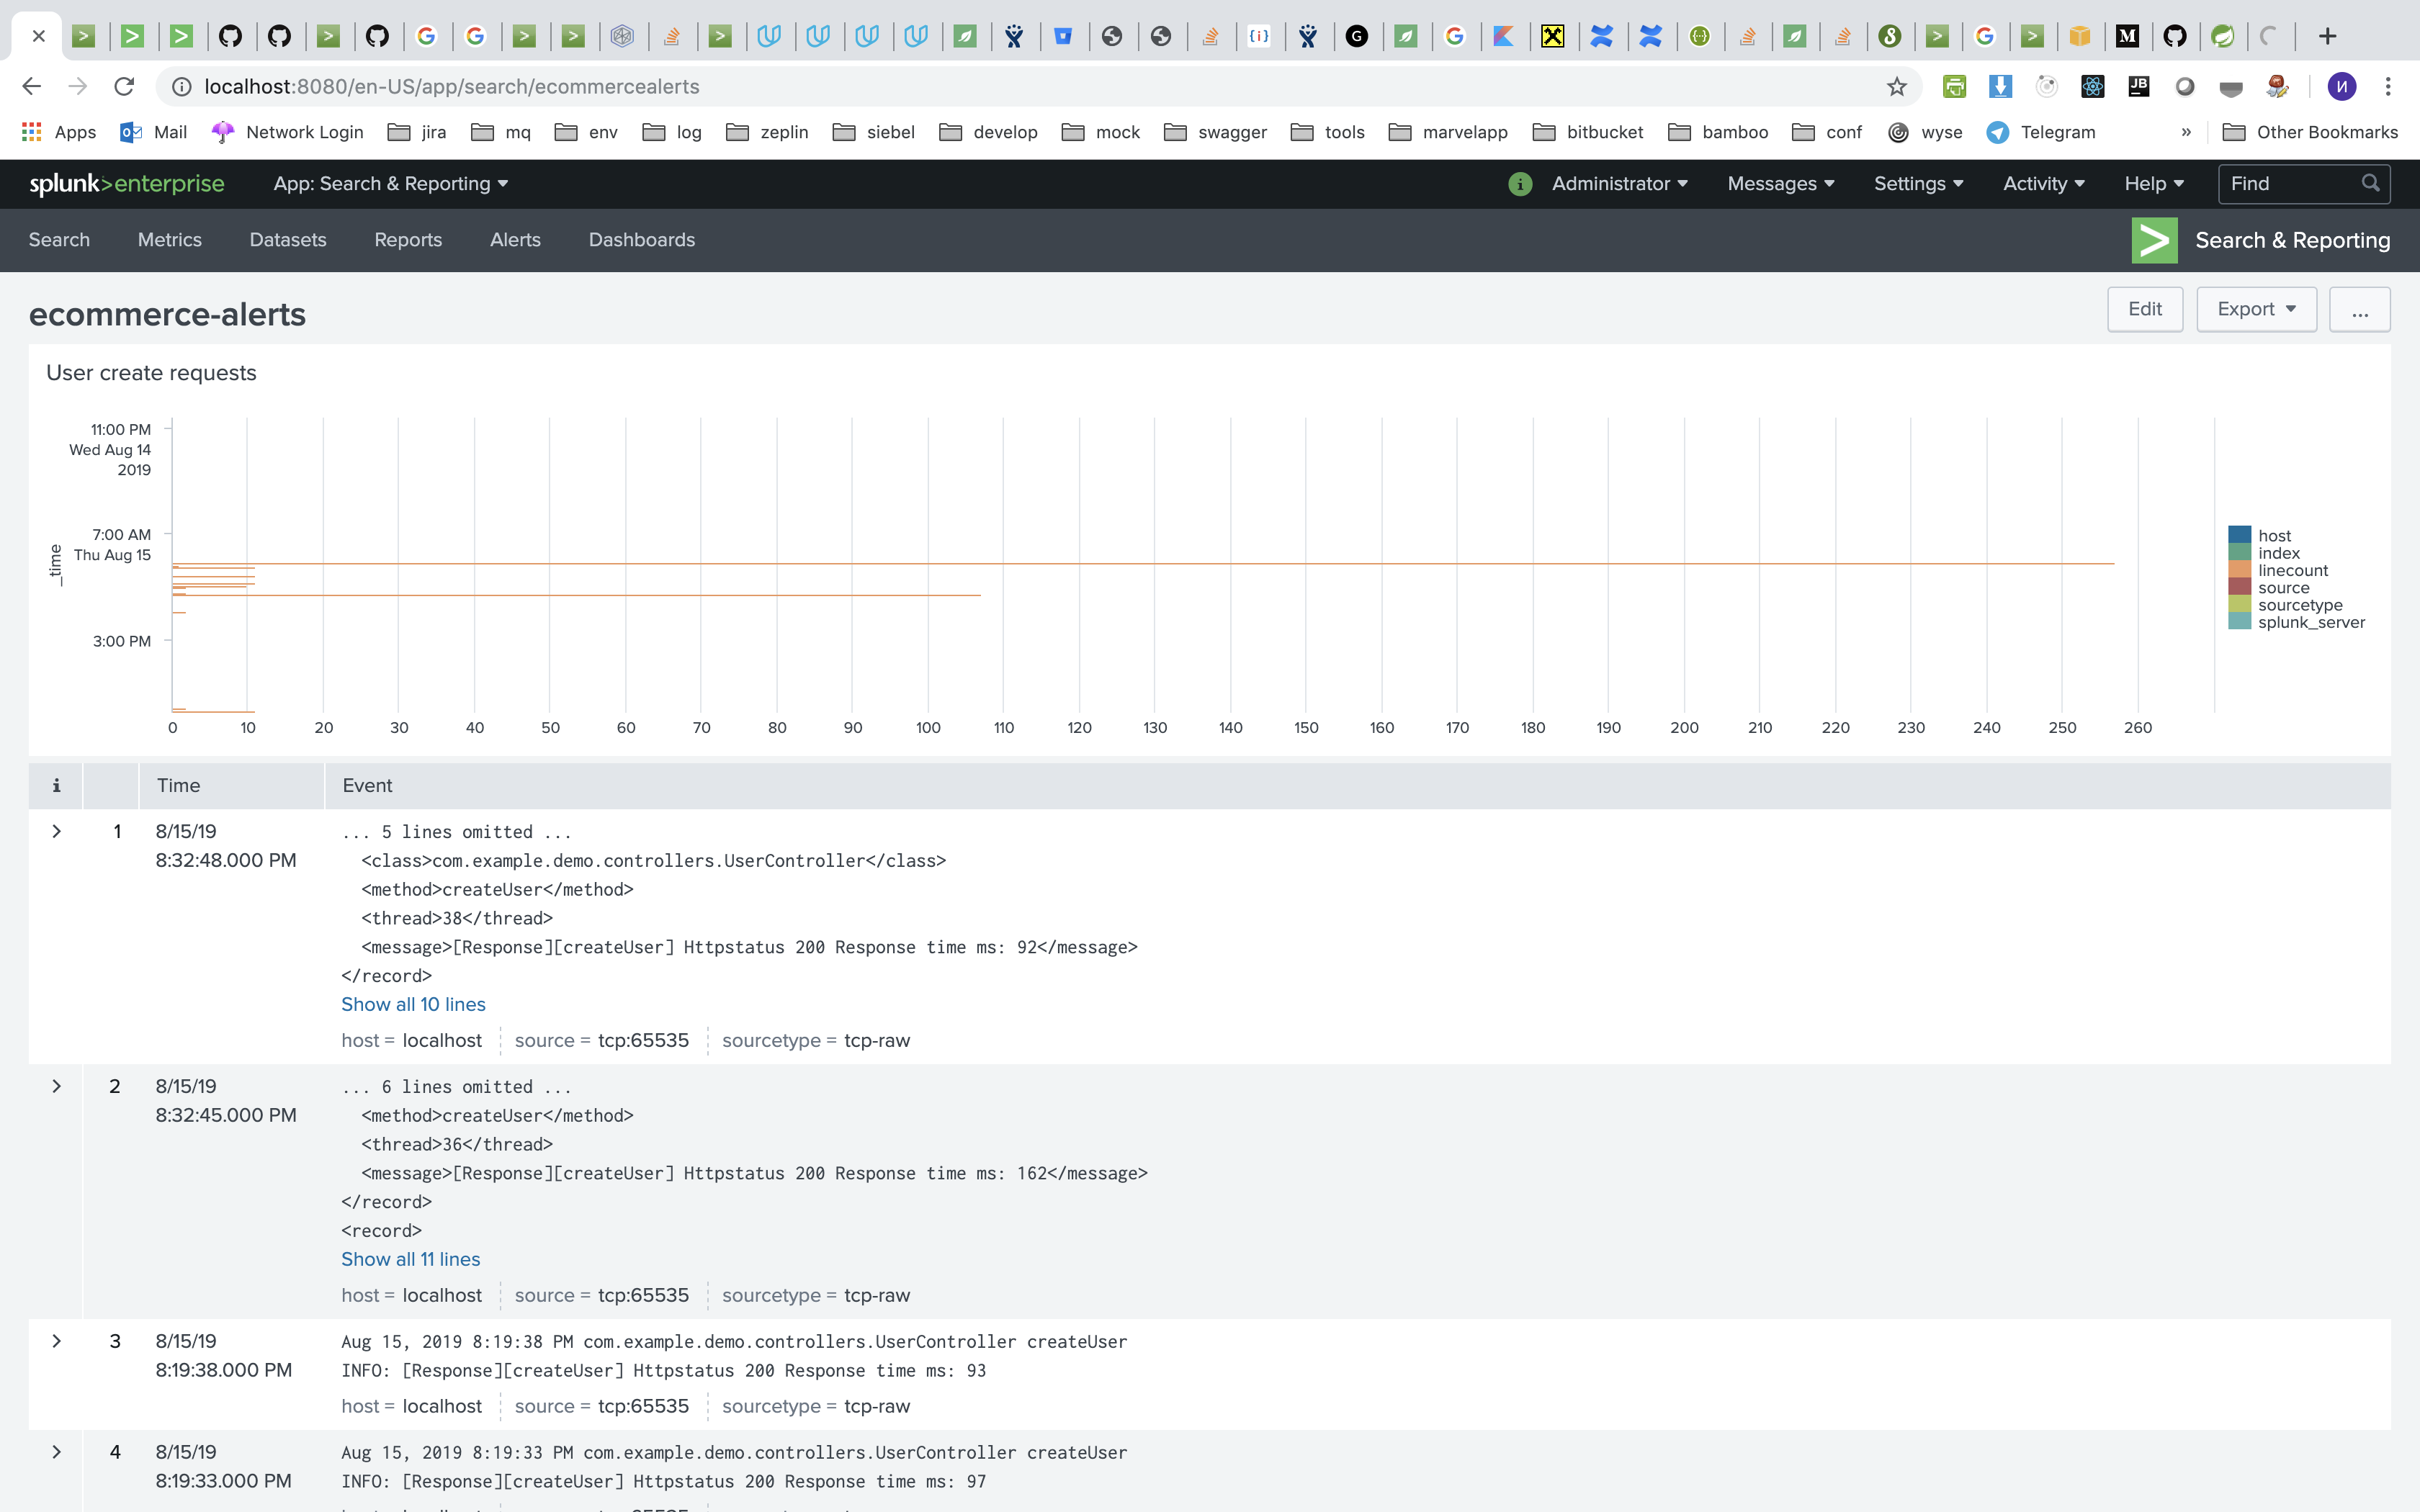 localhost:8080/en-US/app/search/ecommercealerts
И
Apps Mail Network Login jira mq env log zeplin siebel develop mock swagger tools marvelapp bitbucket bamboo conf wyse Telegram » Other Bookmarks
splunk>enterprise App: Search & Reporting Administrator Messages Settings Activity Help Find
Search Metrics Datasets Reports Alerts Dashboards Search & Reporting
ecommerce-alerts
Edit Export ...
User create requests
11:00 PM
Wed Aug 14
2019
7:00 AM
Thu Aug 15
3:00 PM
_time
0 10 20 30 40 50 60 70 80 90 100 110 120 130 140 150 160 170 180 190 200 210 220 230 240 250 260
host
index
linecount
source
sourcetype
splunk_server
i Time Event
1 8/15/19 ... 5 lines omitted ...
8:32:48.000 PM <class>com.example.demo.controllers.UserController</class>
<method>createUser</method>
<thread>38</thread>
<message>[Response][createUser] Httpstatus 200 Response time ms: 92</message>
</record>
Show all 10 lines
host = localhost source = tcp:65535 sourcetype = tcp-raw
2 8/15/19 ... 6 lines omitted ...
8:32:45.000 PM <method>createUser</method>
<thread>36</thread>
<message>[Response][createUser] Httpstatus 200 Response time ms: 162</message>
</record>
<record>
Show all 11 lines
host = localhost source = tcp:65535 sourcetype = tcp-raw
3 8/15/19 Aug 15, 2019 8:19:38 PM com.example.demo.controllers.UserController createUser
8:19:38.000 PM INFO: [Response][createUser] Httpstatus 200 Response time ms: 93
host = localhost source = tcp:65535 sourcetype = tcp-raw
4 8/15/19 Aug 15, 2019 8:19:33 PM com.example.demo.controllers.UserController createUser
8:19:33.000 PM INFO: [Response][createUser] Httpstatus 200 Response time ms: 97